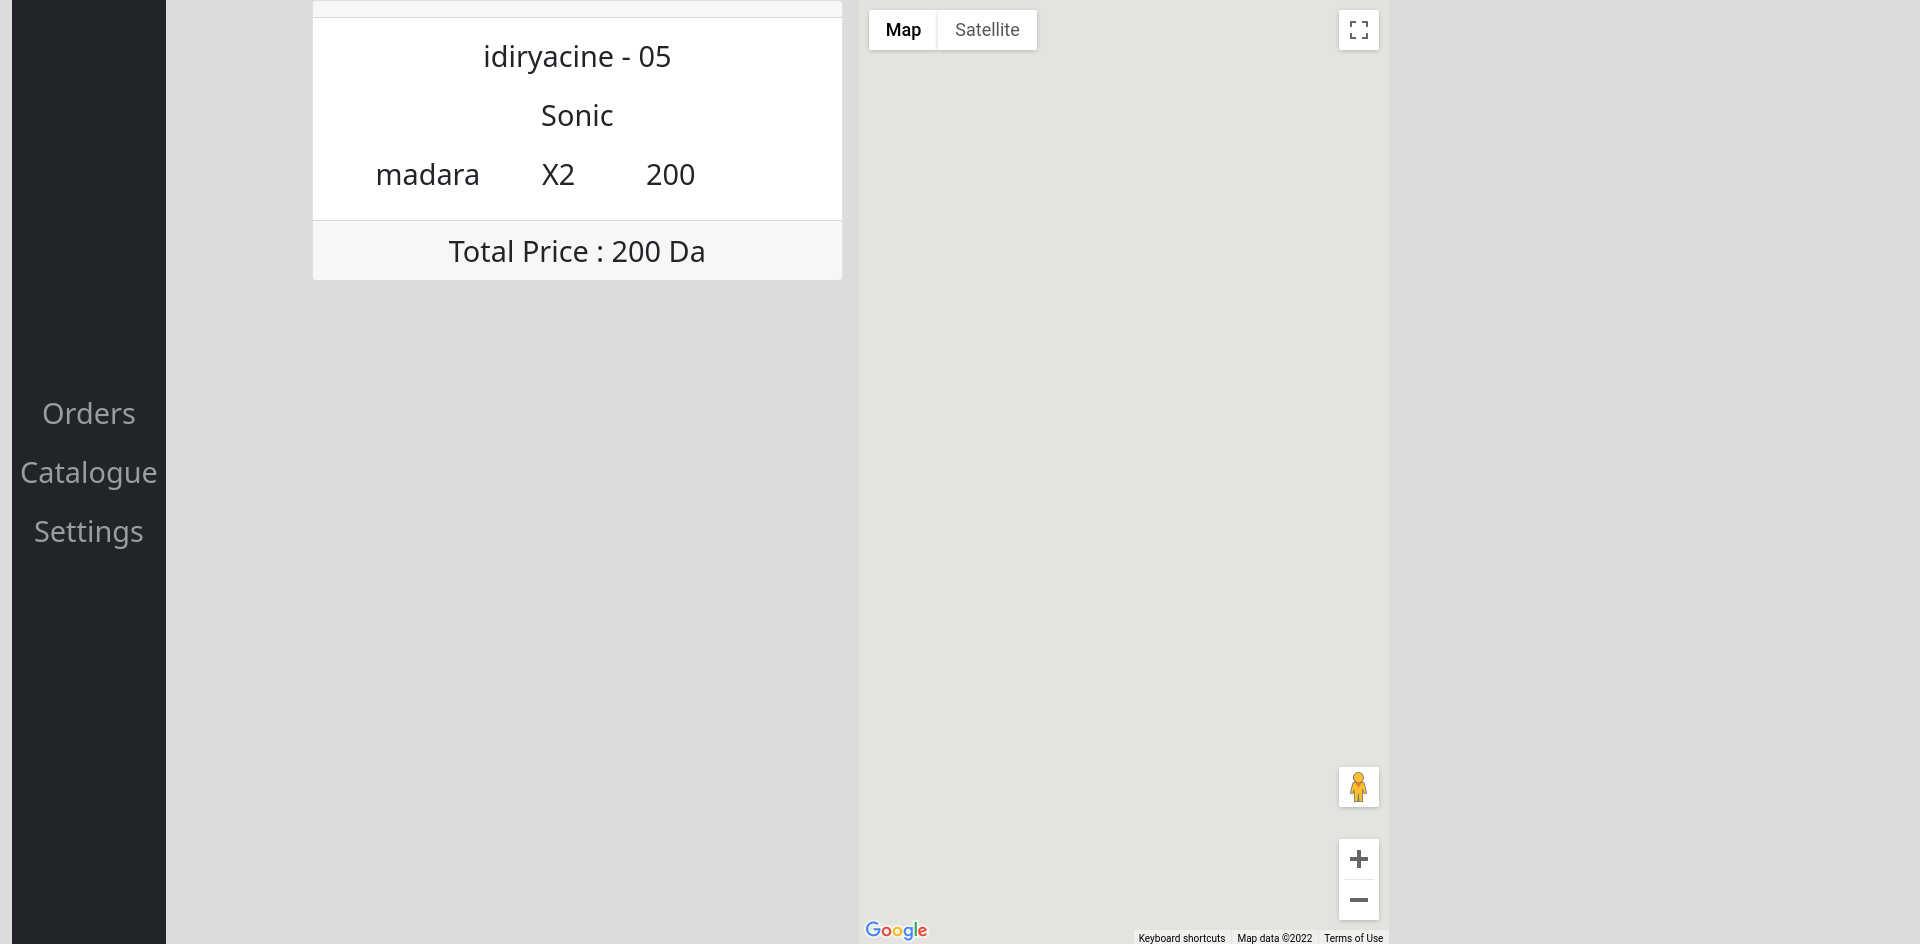 Orders
Catalogue
Settings
idiryacine - 05
Sonic
madara X2 200
Total Price : 200 Da
Map Satellite
Google
Keyboard shortcuts Map data ©2022 Terms of Use